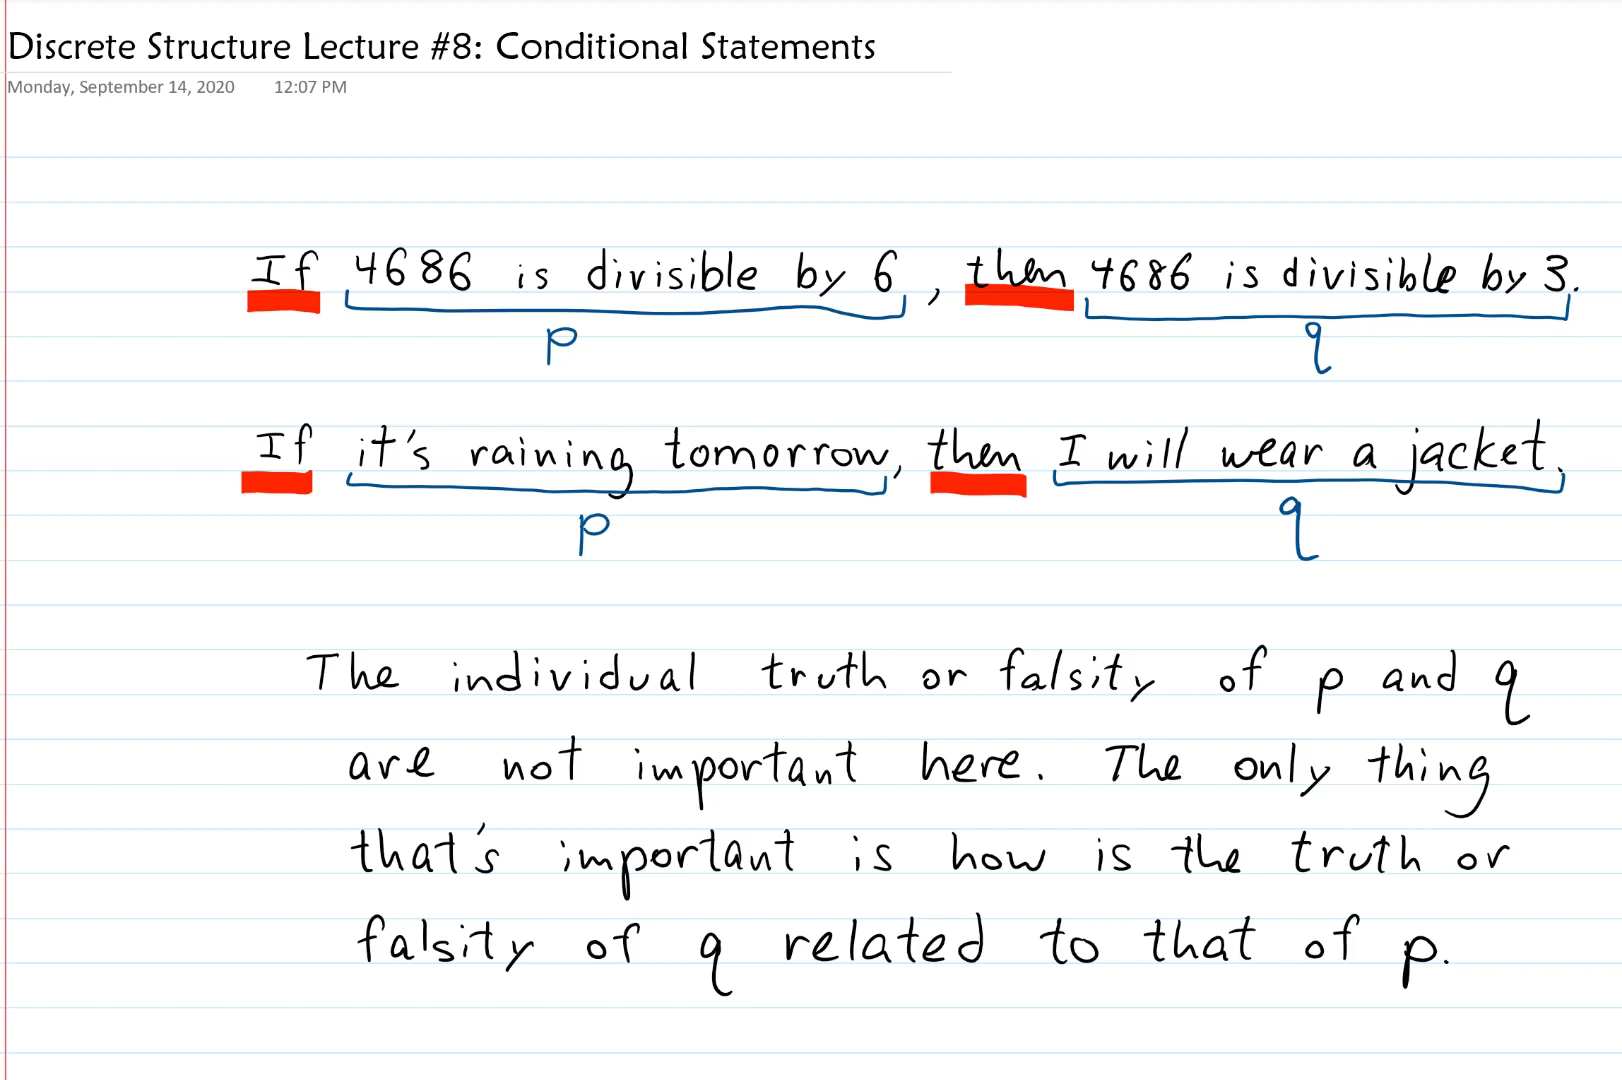 Discrete Structure Lecture #8: Conditional Statements
Monday, September 14, 2020 12:07 PM
If 4686 is divisible by 6, then 4686 is divisible by 3.
p q
If it's raining tomorrow, then I will wear a jacket.
p q
The individual truth or falsity of p and q
are not important here. The only thing
that's important is how is the truth or
falsity of q related to that of p.